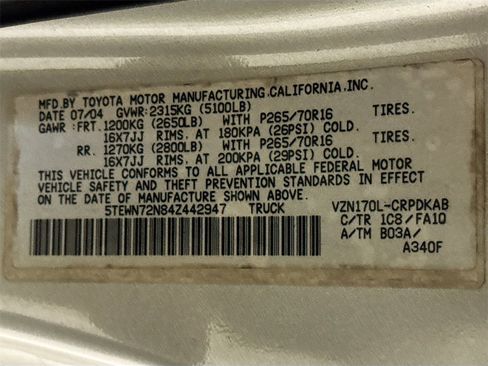 MFD.BY TOYOTA MOTOR MANUFACTURING.CALIFORNIA.INC.
DATE 07/04 GVWR:2315KG (5100LB)
GAWR : FRT. 1200KG (2650LB) WITH P265/70R16 TIRES.
16X7JJ RIMS. AT 180KPA (26PSI) COLD.
RR. 1270KG (2800LB) WITH P265/70R16 TIRES.
16X7JJ RIMS. AT 200KPA (29PSI) COLD.
THIS VEHICLE CONFORMS TO ALL APPLICABLE FEDERAL MOTOR
VEHICLE SAFETY AND THEFT PREVENTION STANDARDS IN EFFECT
ON THE DATE OF MANUFACTURE SHOWN ABOVE.
5TEWN72N84Z442947 TRUCK
VZN170L-CRPDKAB
C/TR 1C8/FA10
A/TM B03A/
A340F